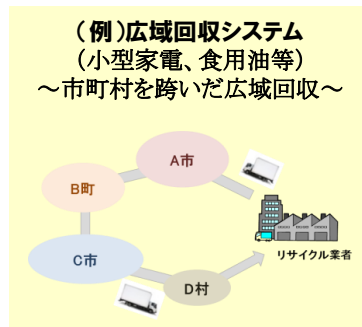 (例)広域回収システム
(小型家電、食用油等)
～市町村を跨いだ広域回収～
A市
B町
リサイクル業者
C市
D村